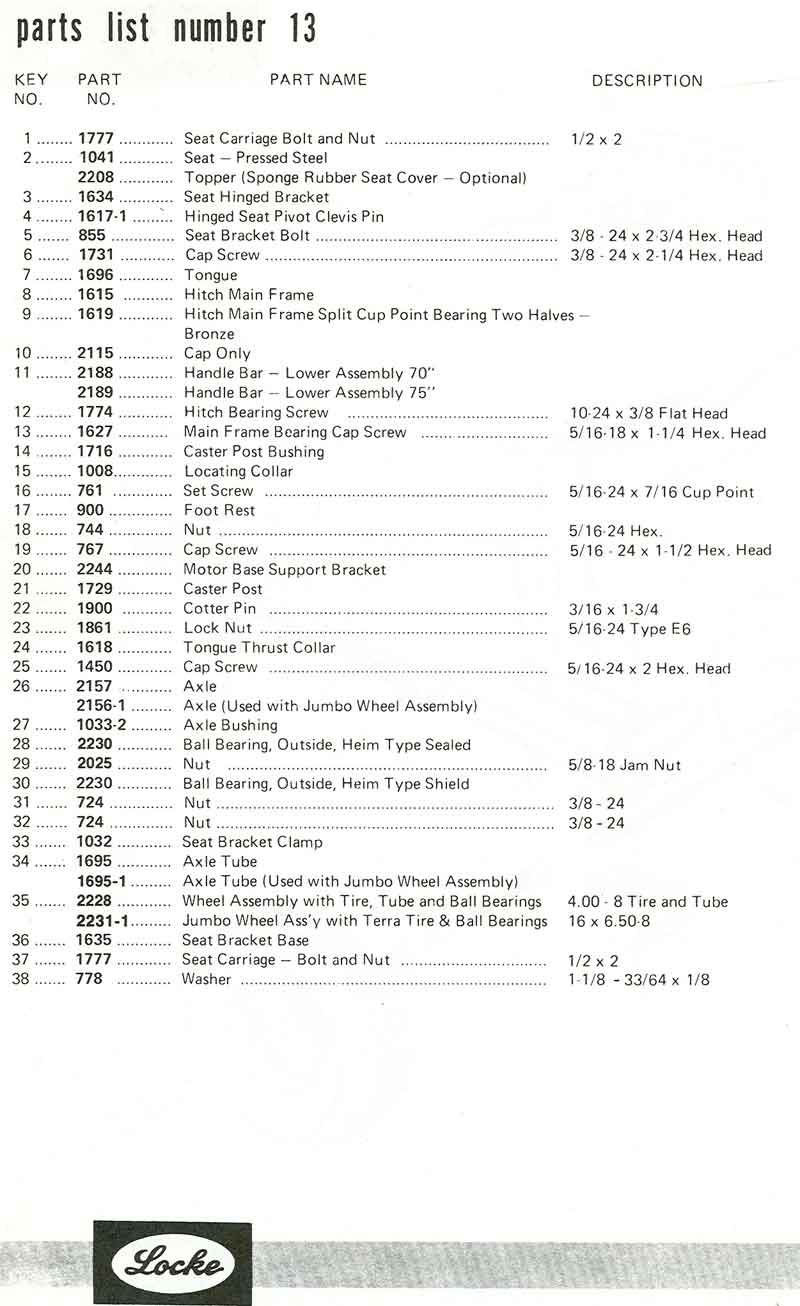 parts list number 13
KEY PART PART NAME DESCRIPTION
NO. NO.
1 ........ 1777 ............ Seat Carriage Bolt and Nut ................................... 1/2 x 2
2 ........ 1041 ............ Seat – Pressed Steel
2208 ............ Topper (Sponge Rubber Seat Cover – Optional)
3 ........ 1634 ............ Seat Hinged Bracket
4 ........ 1617-1 ......... Hinged Seat Pivot Clevis Pin
5 ....... 855 .............. Seat Bracket Bolt .................................................... 3/8 - 24 x 2-3/4 Hex. Head
6 ........ 1731 ............ Cap Screw ............................................................... 3/8 - 24 x 2-1/4 Hex. Head
7 ........ 1696 ............ Tongue
8 ........ 1615 ............ Hitch Main Frame
9 ........ 1619 ............ Hitch Main Frame Split Cup Point Bearing Two Halves –
Bronze
10 ........ 2115 ............ Cap Only
11 ........ 2188 ............ Handle Bar – Lower Assembly 70"
2189 ............ Handle Bar – Lower Assembly 75"
12 ........ 1774 ............ Hitch Bearing Screw ........................................... 10-24 x 3/8 Flat Head
13 ........ 1627 ........... Main Frame Bearing Cap Screw ........................... 5/16-18 x 1-1/4 Hex. Head
14 ........ 1716 ............ Caster Post Bushing
15 ....... 1008............. Locating Collar
16 ....... 761 ............. Set Screw ............................................................. 5/16-24 x 7/16 Cup Point
17 ....... 900 .............. Foot Rest
18 ....... 744 .............. Nut ....................................................................... 5/16-24 Hex.
19 ....... 767 .............. Cap Screw ............................................................ 5/16 - 24 x 1-1/2 Hex. Head
20 ........ 2244 ............ Motor Base Support Bracket
21 ....... 1729 ............ Caster Post
22 ....... 1900 ........... Cotter Pin ............................................................ 3/16 x 1-3/4
23 ....... 1861 ............ Lock Nut .............................................................. 5/16-24 Type E6
24 ....... 1618 ............ Tongue Thrust Collar
25 ....... 1450 ............ Cap Screw ............................................................ 5/16-24 x 2 Hex. Head
26 ....... 2157 ............ Axle
2156-1 ......... Axle (Used with Jumbo Wheel Assembly)
27 ....... 1033-2 ......... Axle Bushing
28 ....... 2230 ............ Ball Bearing, Outside, Heim Type Sealed
29 ....... 2025 ............ Nut .................................................................... 5/8-18 Jam Nut
30 ....... 2230 ............ Ball Bearing, Outside, Heim Type Shield
31 ....... 724 .............. Nut ........................................................................ 3/8 - 24
32 ....... 724 .............. Nut ........................................................................ 3/8 - 24
33 ....... 1032 ............ Seat Bracket Clamp
34 ....... 1695 ............ Axle Tube
1695-1 ......... Axle Tube (Used with Jumbo Wheel Assembly)
35 ....... 2228 ............ Wheel Assembly with Tire, Tube and Ball Bearings 4.00 - 8 Tire and Tube
2231-1......... Jumbo Wheel Ass'y with Terra Tire & Ball Bearings 16 x 6.50-8
36 ....... 1635 ............ Seat Bracket Base
37 ....... 1777 ............ Seat Carriage – Bolt and Nut ............................... 1/2 x 2
38 ....... 778 ............ Washer .................................................................. 1-1/8 - 33/64 x 1/8
Locke